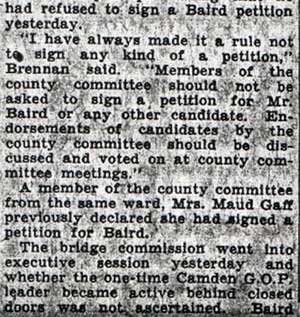 had refused to sign a Baird petition
yesterday.
"I have always made it a rule not
to sign any kind of a petition,"
Brennan said. "Members of the
county committee should not be
asked to sign a petition for Mr.
Baird or any other candidate. En-
dorsements of candidates by the
county committee should be dis-
cussed and voted on at county com-
mittee meetings."
A member of the county committee
from the same ward, Mrs. Maud Gaff
previously declared she had signed a
petition for Baird.
The bridge commission went into
executive session yesterday and
whether the one-time Camden G.O.P.
leader became active behind closed
doors was not ascertained. Baird